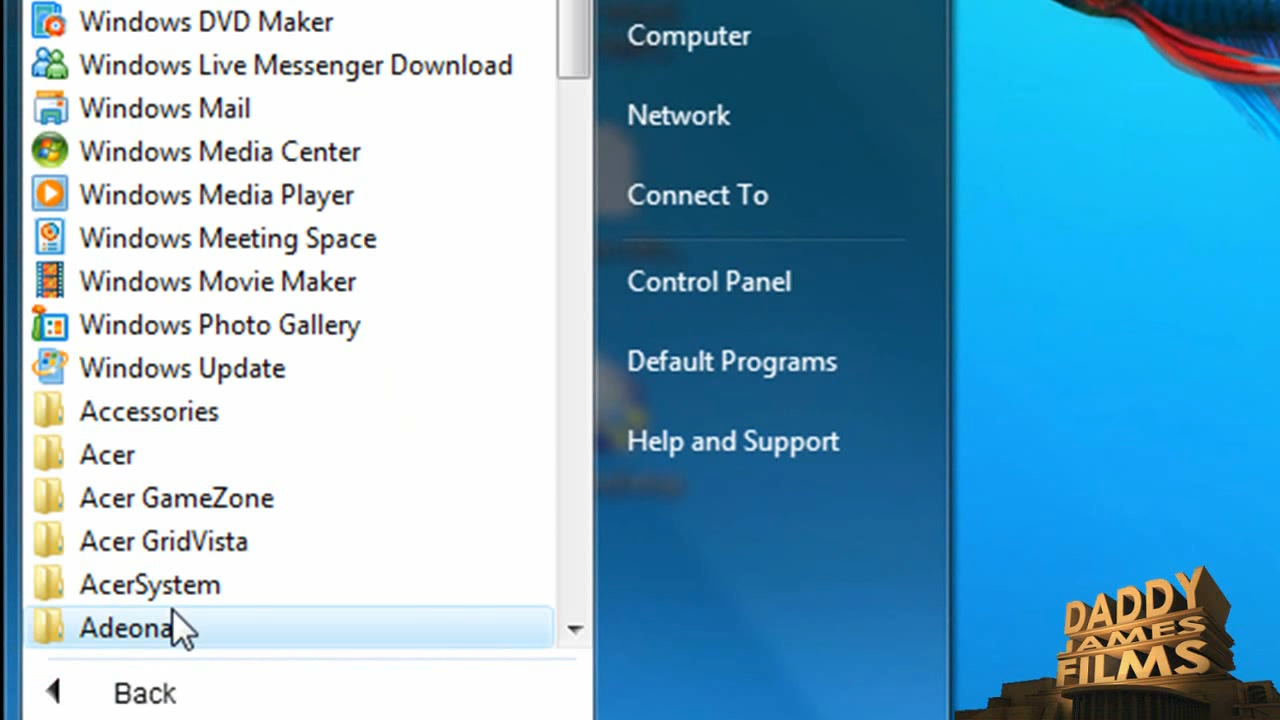 Windows DVD Maker
Windows Live Messenger Download
Windows Mail
Windows Media Center
Windows Media Player
Windows Meeting Space
Windows Movie Maker
Windows Photo Gallery
Windows Update
Accessories
Acer
Acer GameZone
Acer GridVista
AcerSystem
Adeona
Back
Computer
Network
Connect To
Control Panel
Default Programs
Help and Support
DADDY
JAMES
FILMS